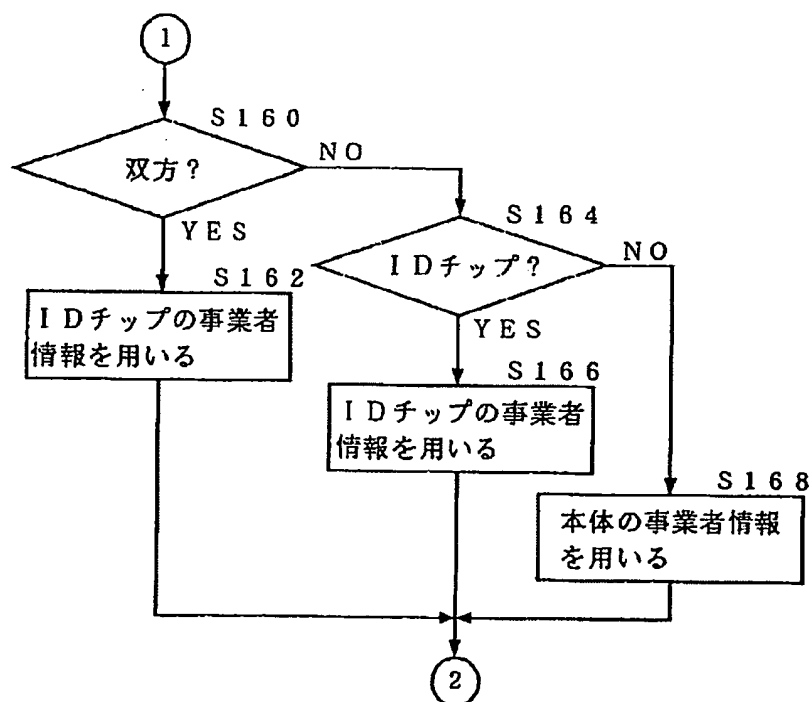 1
S160
双方?
NO
YES
S164
IDチップ?
NO
S162
IDチップの事業者
情報を用いる
YES
S166
IDチップの事業者
情報を用いる
S168
本体の事業者情報
を用いる
2